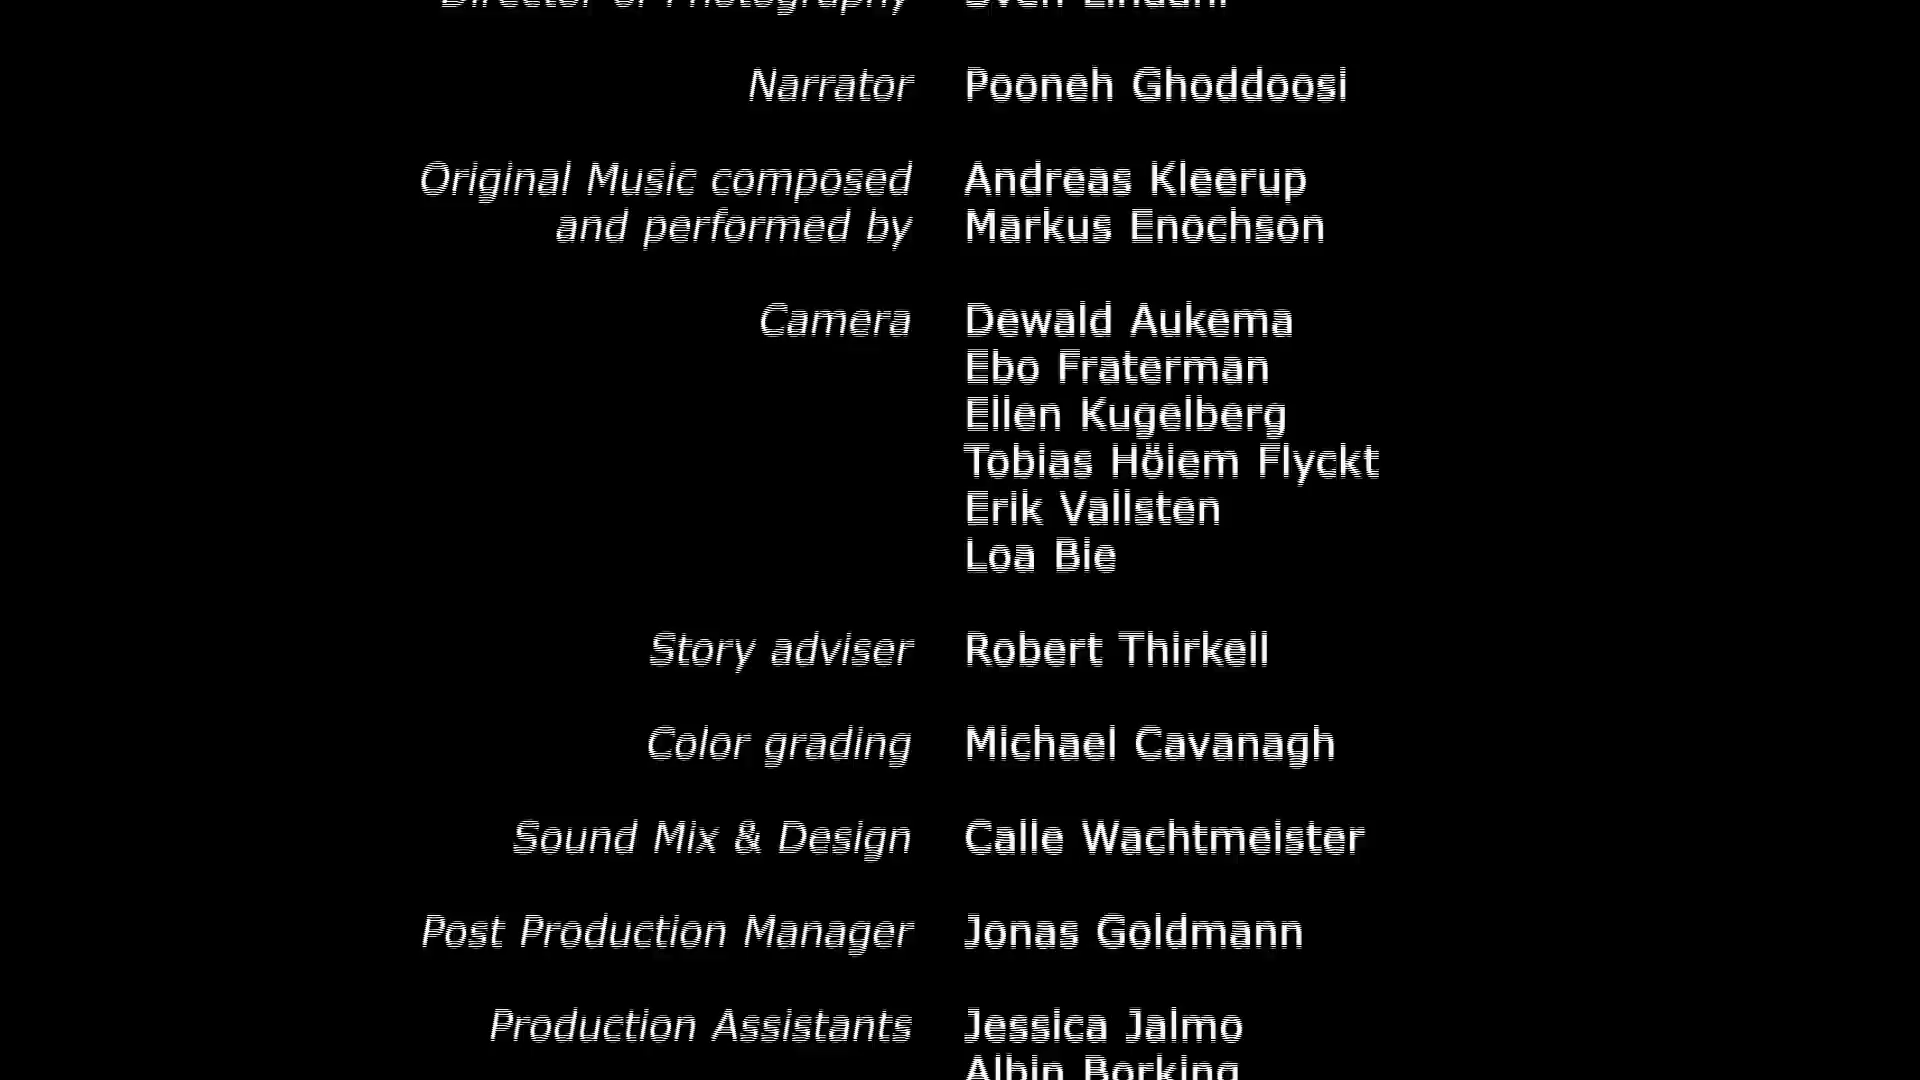 Director of Photography Sven Lindahl
Narrator Pooneh Ghoddoosi
Original Music composed Andreas Kleerup
and performed by Markus Enochson
Camera Dewald Aukema
Ebo Fraterman
Ellen Kugelberg
Tobias Höiem Flyckt
Erik Vallsten
Loa Bie
Story adviser Robert Thirkell
Color grading Michael Cavanagh
Sound Mix & Design Calle Wachtmeister
Post Production Manager Jonas Goldmann
Production Assistants Jessica Jalmo
Albin Borking